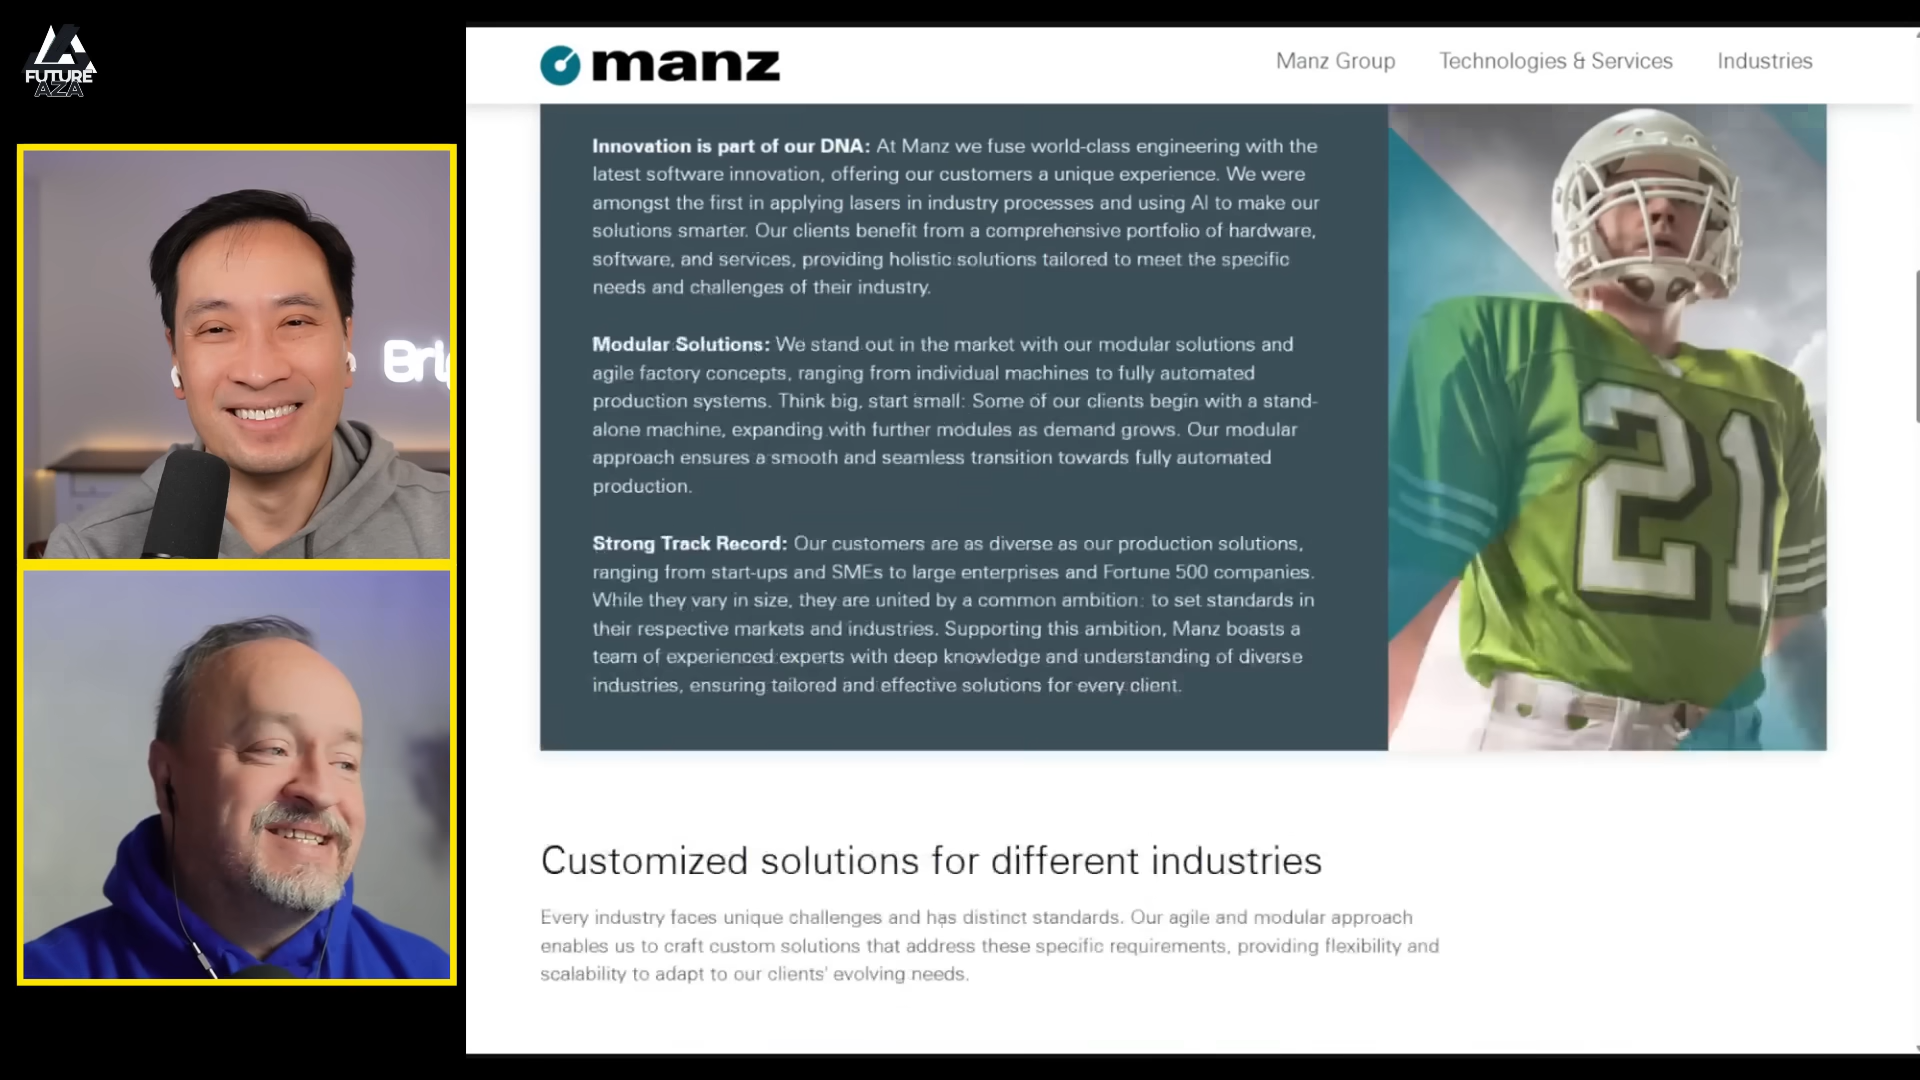 FUTURE
AZA
manz
Manz Group
Technologies & Services
Industries
Innovation is part of our DNA: At Manz we fuse world-class engineering with the
latest software innovation, offering our customers a unique experience. We were
amongst the first in applying lasers in industry processes and using AI to make our
solutions smarter. Our clients benefit from a comprehensive portfolio of hardware,
software, and services, providing holistic solutions tailored to meet the specific
needs and challenges of their industry.
Modular Solutions: We stand out in the market with our modular solutions and
agile factory concepts, ranging from individual machines to fully automated
production systems. Think big, start small: Some of our clients begin with a stand-
alone machine, expanding with further modules as demand grows. Our modular
approach ensures a smooth and seamless transition towards fully automated
production.
Strong Track Record: Our customers are as diverse as our production solutions,
ranging from start-ups and SMEs to large enterprises and Fortune 500 companies.
While they vary in size, they are united by a common ambition: to set standards in
their respective markets and industries. Supporting this ambition, Manz boasts a
team of experienced experts with deep knowledge and understanding of diverse
industries, ensuring tailored and effective solutions for every client.
21
Customized solutions for different industries
Every industry faces unique challenges and has distinct standards. Our agile and modular approach
enables us to craft custom solutions that address these specific requirements, providing flexibility and
scalability to adapt to our clients' evolving needs.